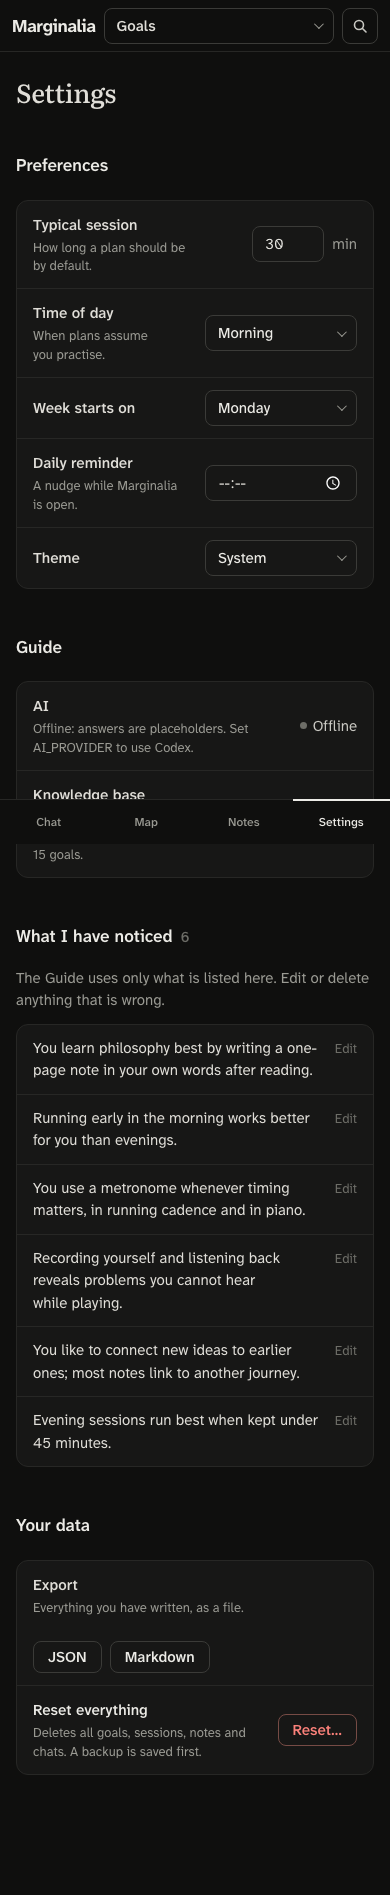 Marginalia
Goals
Settings
Preferences
Typical session
How long a plan should be
by default.
30
min
Time of day
When plans assume
you practise.
Morning
Week starts on
Monday
Daily reminder
A nudge while Marginalia
is open.
--:--
Theme
System
Guide
AI
Offline: answers are placeholders. Set
AI_PROVIDER to use Codex.
Offline
Knowledge base
Chat
Map
Notes
Settings
15 goals.
What I have noticed 6
The Guide uses only what is listed here. Edit or delete
anything that is wrong.
You learn philosophy best by writing a one-
page note in your own words after reading.
Edit
Running early in the morning works better
for you than evenings.
Edit
You use a metronome whenever timing
matters, in running cadence and in piano.
Edit
Recording yourself and listening back
reveals problems you cannot hear
while playing.
Edit
You like to connect new ideas to earlier
ones; most notes link to another journey.
Edit
Evening sessions run best when kept under
45 minutes.
Edit
Your data
Export
Everything you have written, as a file.
JSON
Markdown
Reset everything
Deletes all goals, sessions, notes and
chats. A backup is saved first.
Reset…